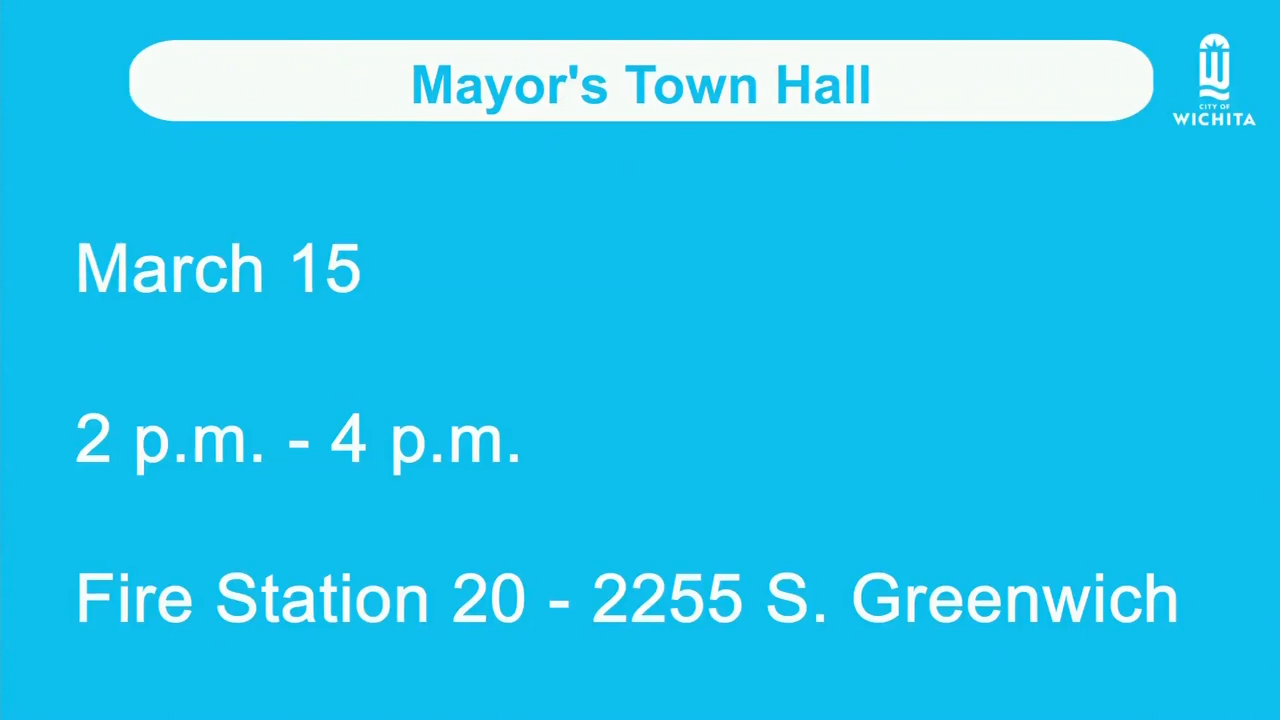 Mayor's Town Hall
CITY OF
WICHITA
March 15
2 p.m. - 4 p.m.
Fire Station 20 - 2255 S. Greenwich